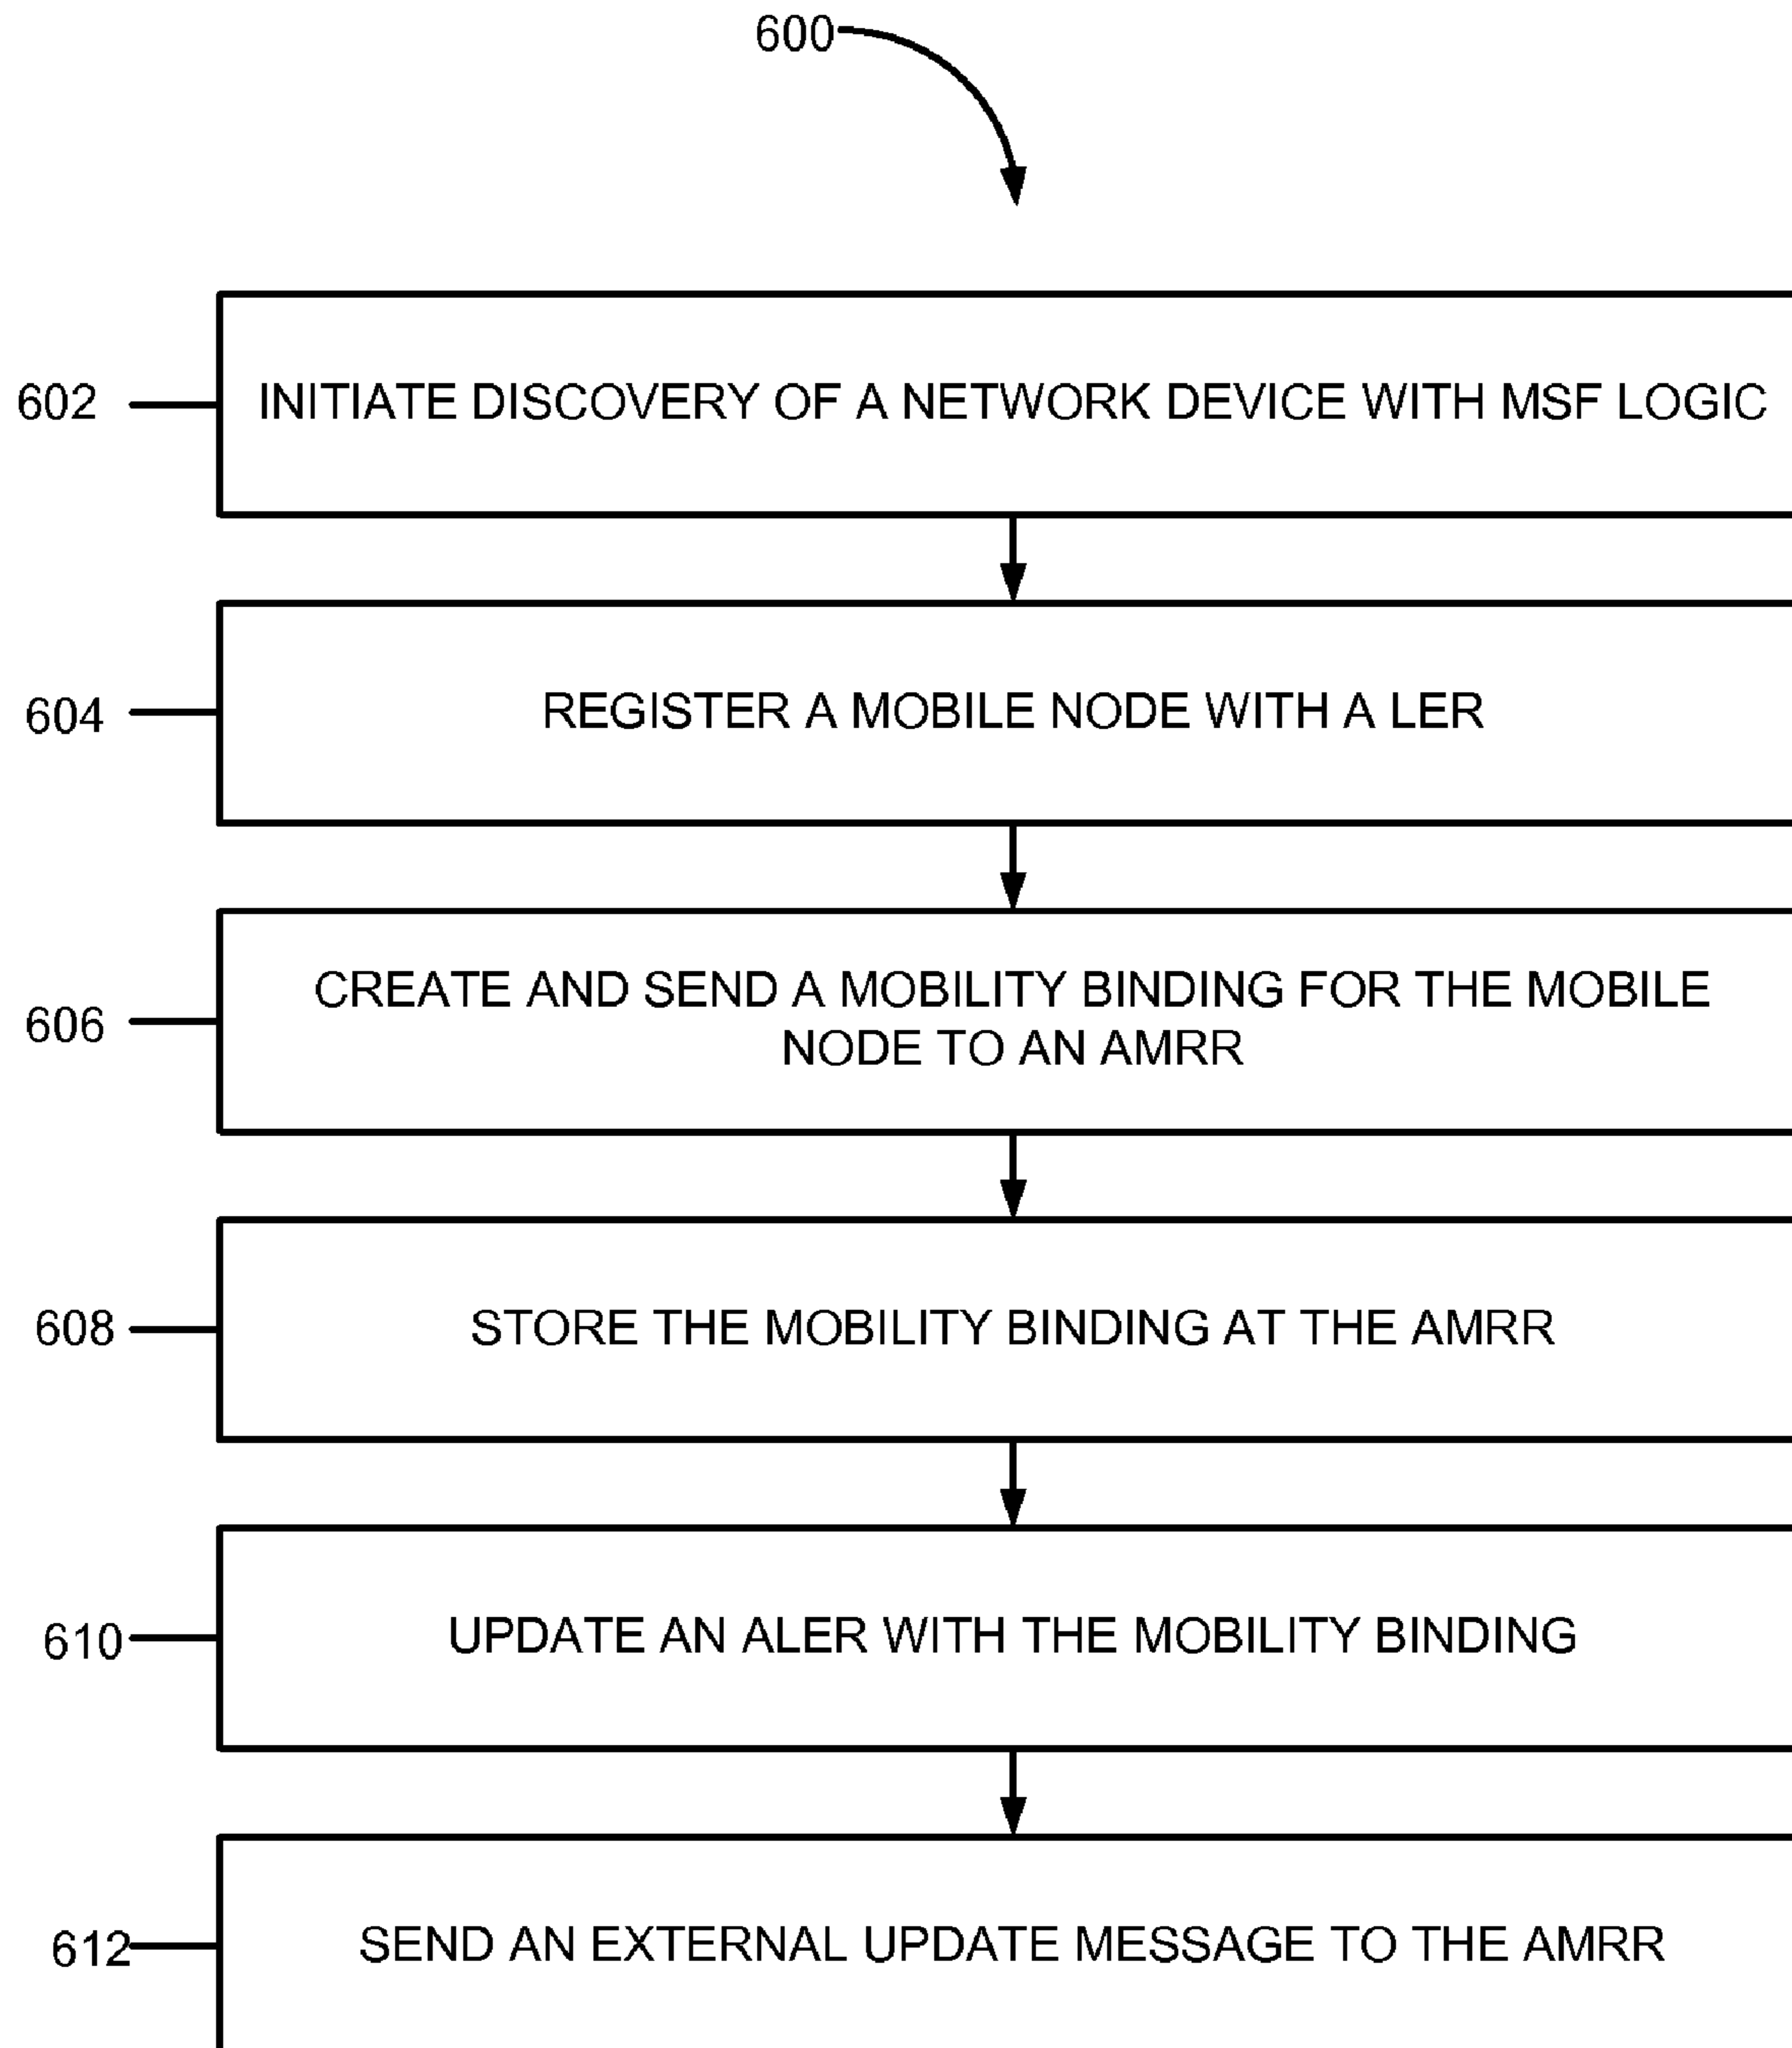 600
602
INITIATE DISCOVERY OF A NETWORK DEVICE WITH MSF LOGIC
604
REGISTER A MOBILE NODE WITH A LER
606
CREATE AND SEND A MOBILITY BINDING FOR THE MOBILE
NODE TO AN AMRR
608
STORE THE MOBILITY BINDING AT THE AMRR
610
UPDATE AN ALER WITH THE MOBILITY BINDING
612
SEND AN EXTERNAL UPDATE MESSAGE TO THE AMRR